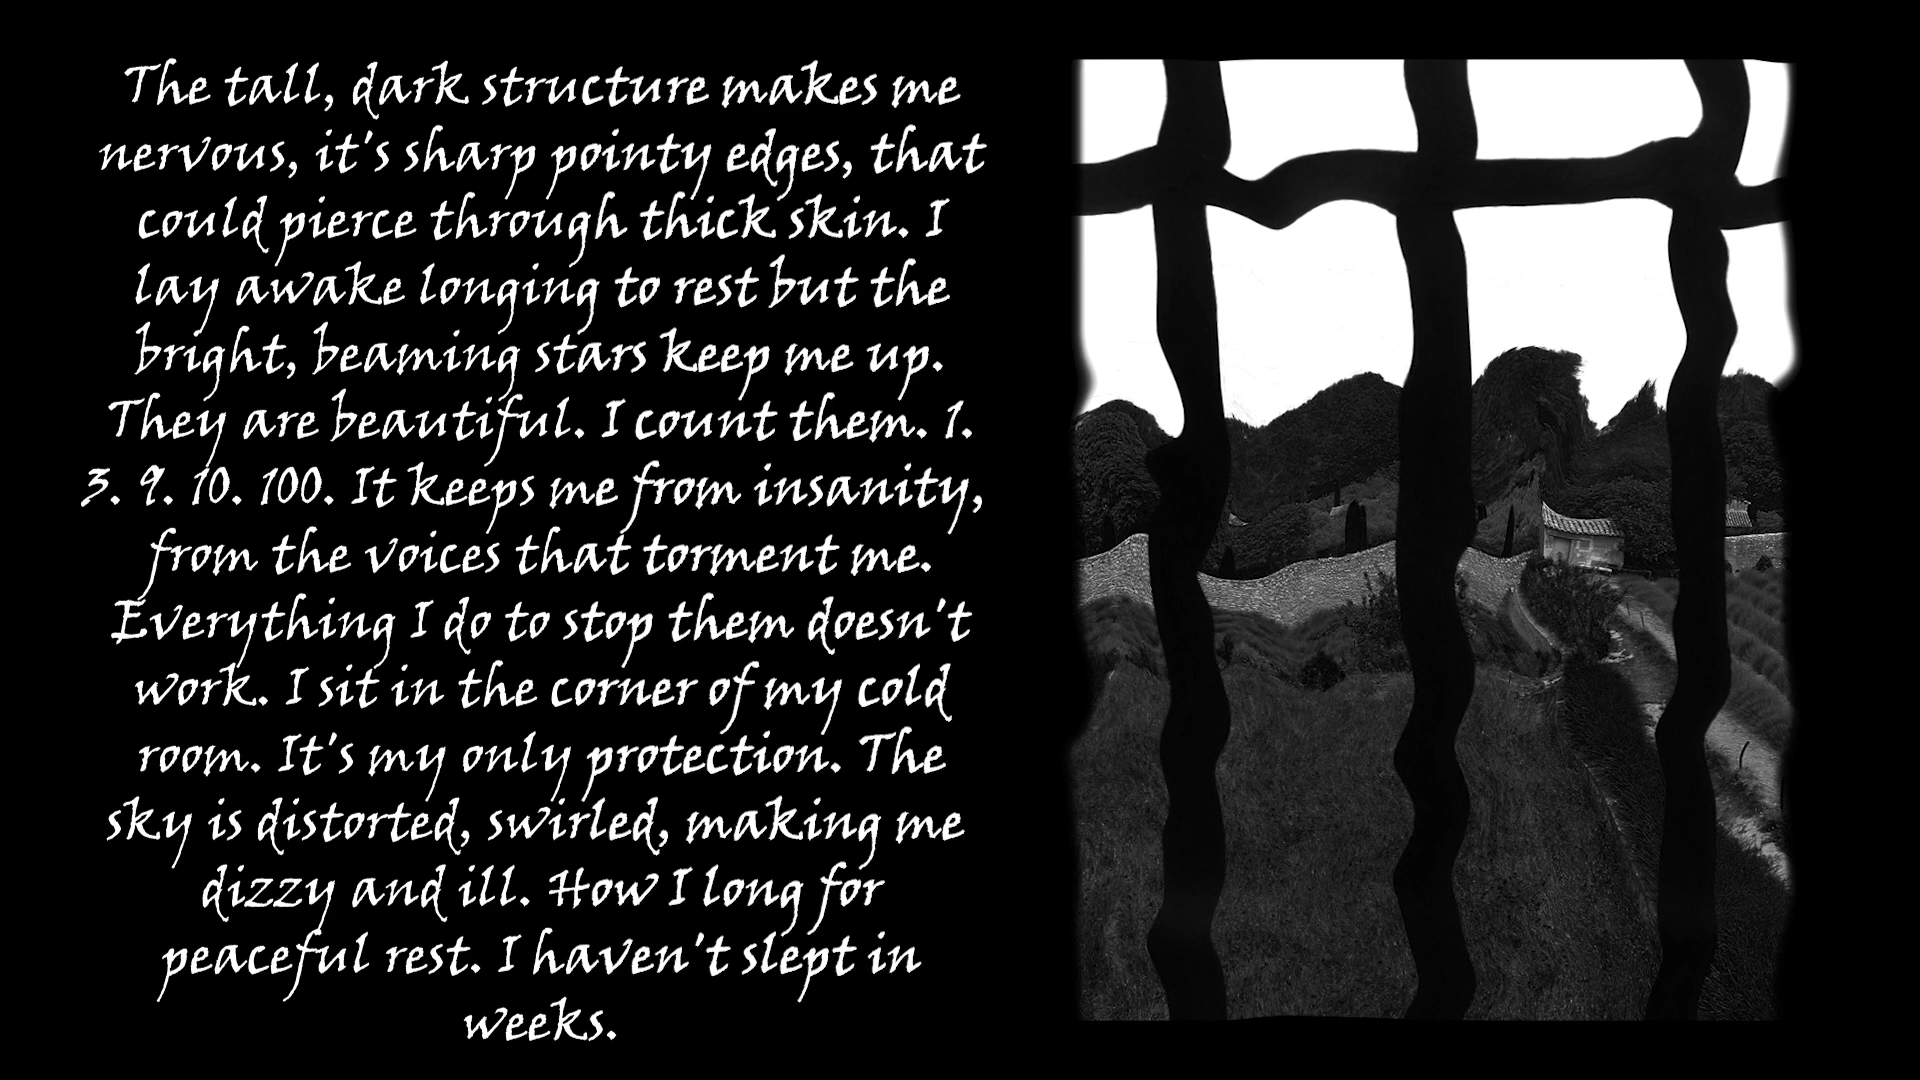 The tall, dark structure makes me
nervous, it's sharp pointy edges, that
could pierce through thick skin. I
lay awake longing to rest but the
bright, beaming stars keep me up.
They are beautiful. I count them. 1.
3. 9. 10. 100. It keeps me from insanity,
from the voices that torment me.
Everything I do to stop them doesn't
work. I sit in the corner of my cold
room. It's my only protection. The
sky is distorted, swirled, making me
dizzy and ill. How I long for
peaceful rest. I haven't slept in
weeks.